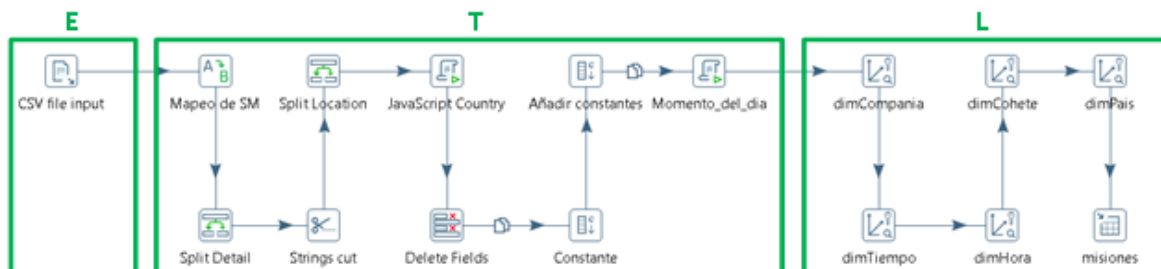 E
T
L
CSV file input
Mapeo de SM
Split Location
JavaScript Country
Añadir constantes
Momento_del_dia
dimCompania
dimCohete
dimPais
Split Detail
Strings cut
Delete Fields
Constante
dimTiempo
dimHora
misiones